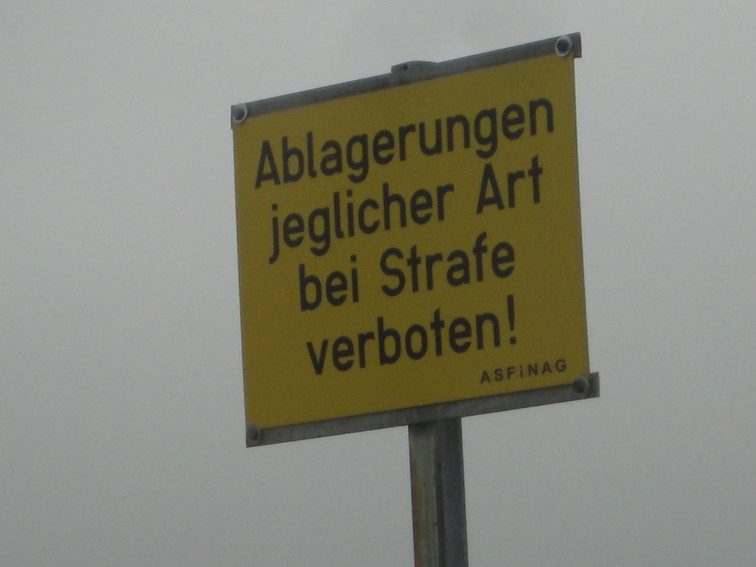 Ablagerungen
jeglicher Art
bei Strafe
verboten!
ASFiNAG